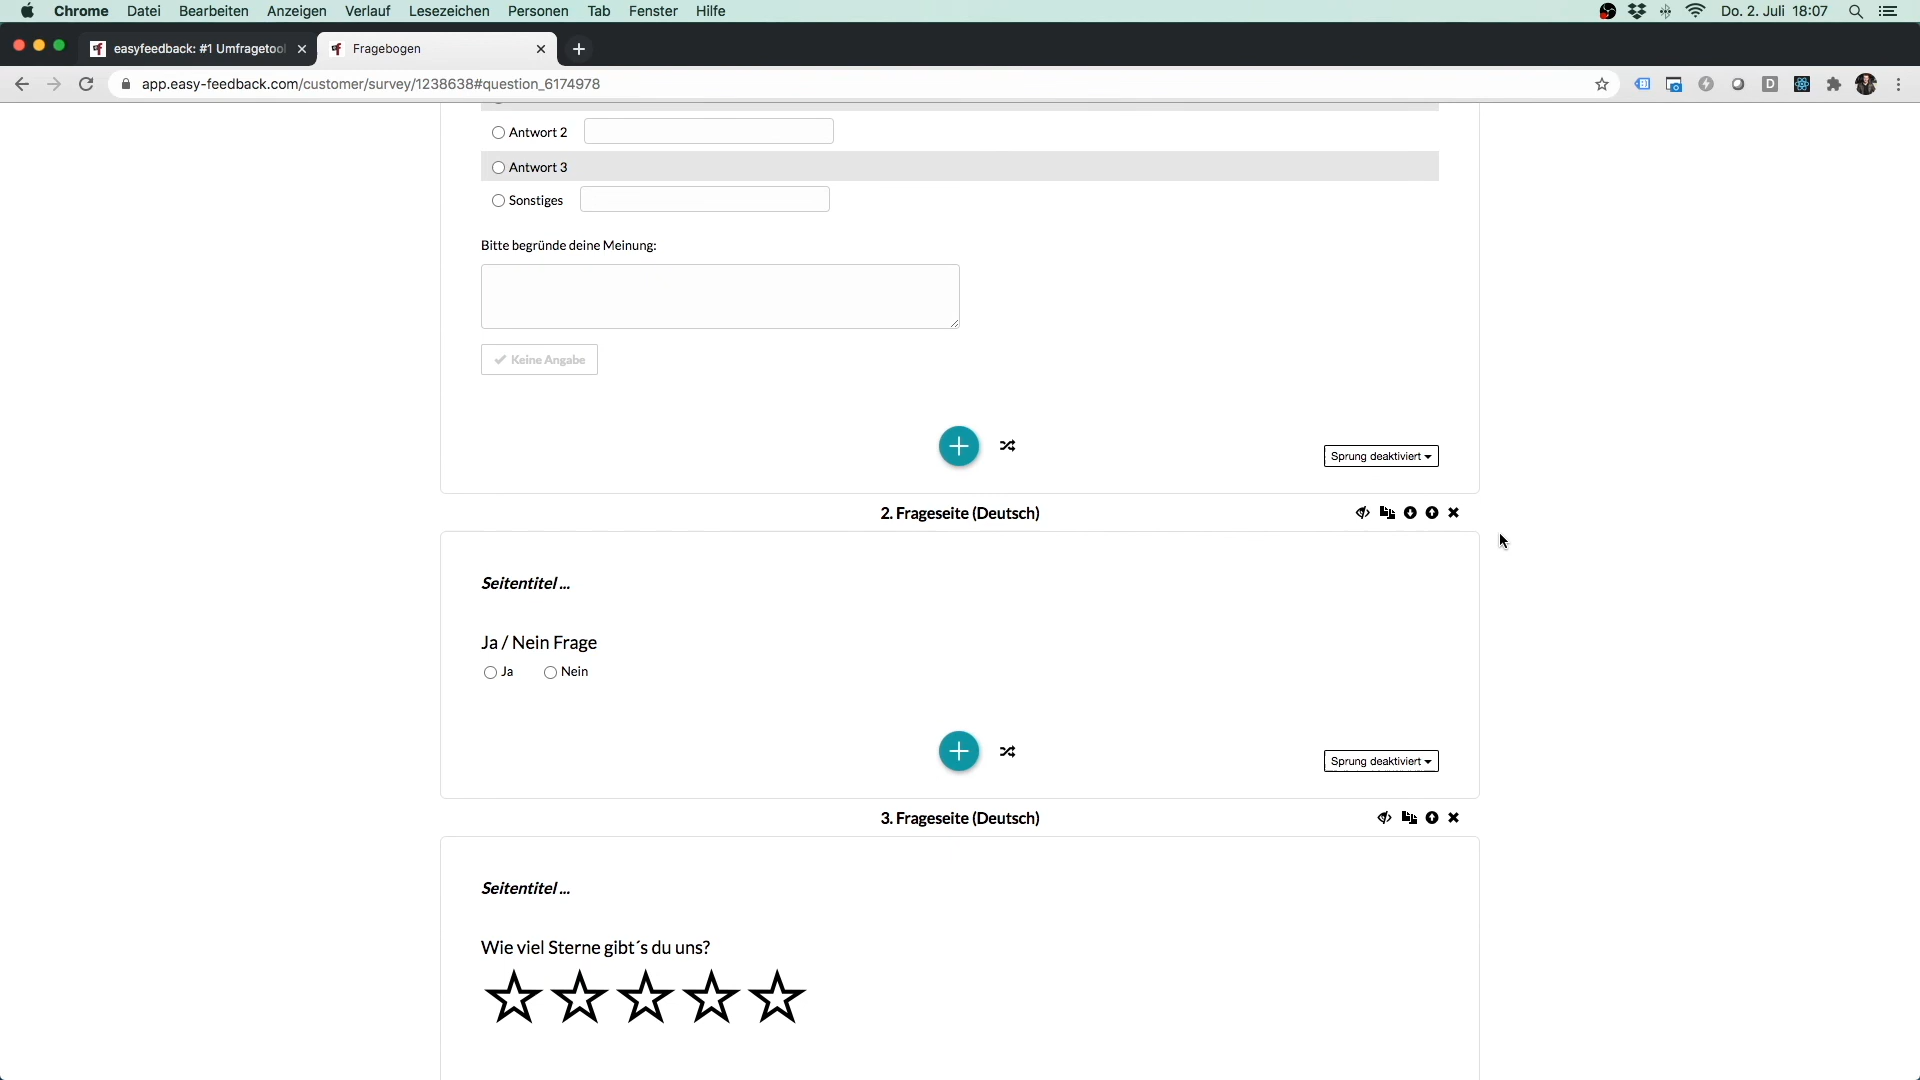 Chrome Datei Bearbeiten Anzeigen Verlauf Lesezeichen Personen Tab Fenster Hilfe Do. 2. Juli 18:07
easyfeedback: #1 Umfragetool Fragebogen
app.easy-feedback.com/customer/survey/1238638#question_6174978 D
Antwort 2
Antwort 3
Sonstiges
Bitte begründe deine Meinung:
Keine Angabe
Sprung deaktiviert
2. Frageseite (Deutsch)
Seitentitel ...
Ja / Nein Frage
Ja Nein
Sprung deaktiviert
3. Frageseite (Deutsch)
Seitentitel ...
Wie viel Sterne gibt´s du uns?